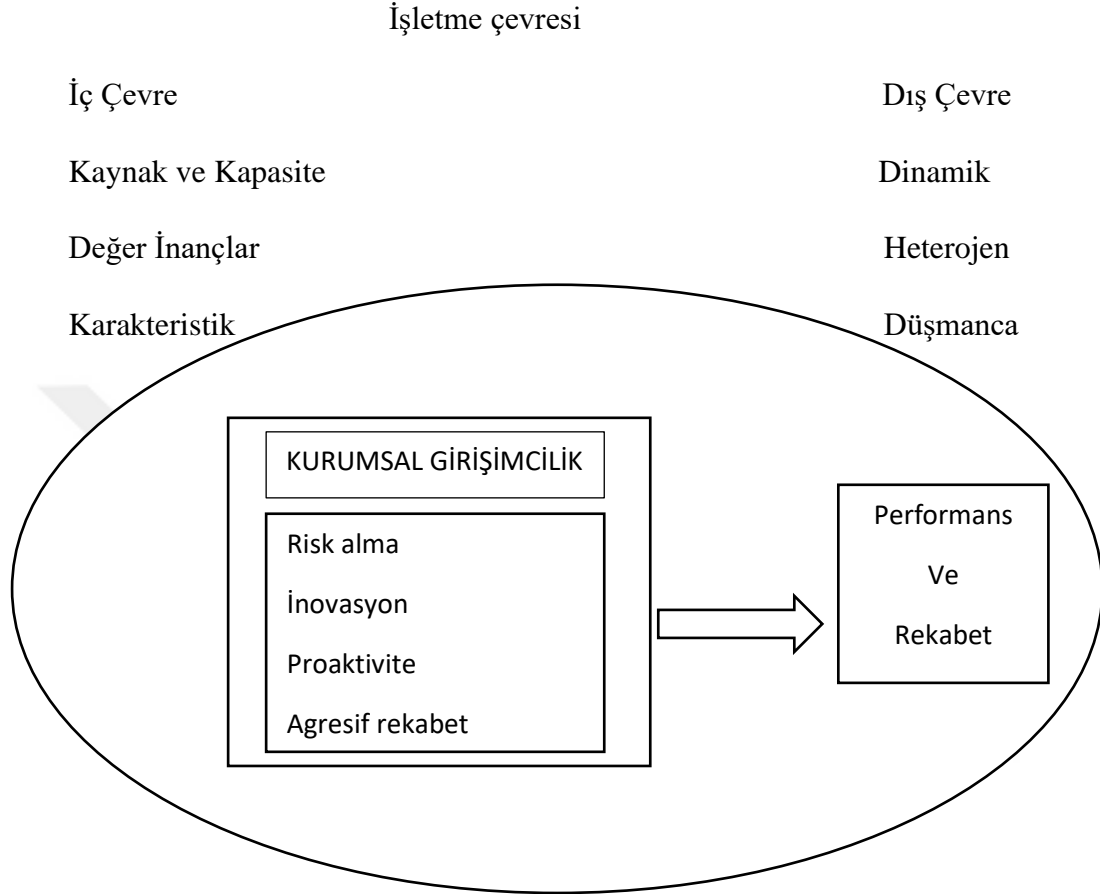 İşletme çevresi
İç Çevre
Dış Çevre
Kaynak ve Kapasite
Dinamik
Değer İnançlar
Heterojen
Karakteristik
Düşmanca
KURUMSAL GİRİŞİMCİLİK
Risk alma
İnovasyon
Proaktivite
Agresif rekabet
Performans
Ve
Rekabet